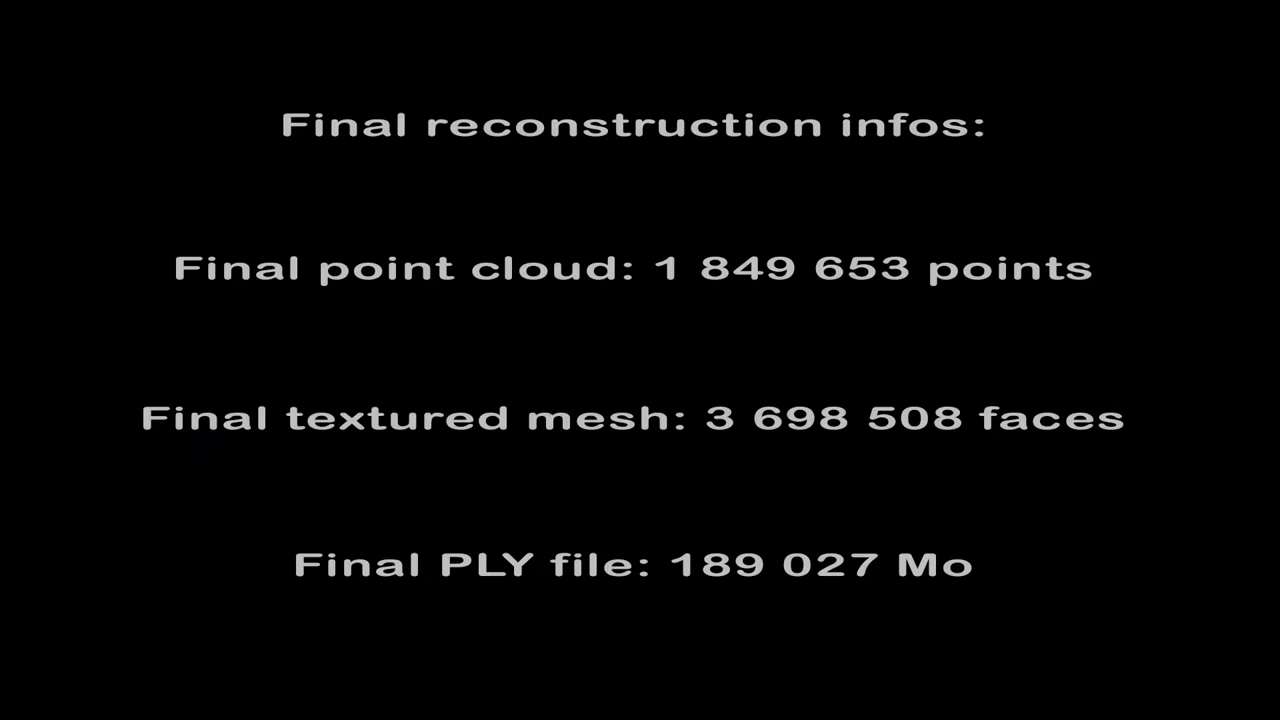 Final reconstruction infos:
Final point cloud: 1 849 653 points
Final textured mesh: 3 698 508 faces
Final PLY file: 189 027 Mo